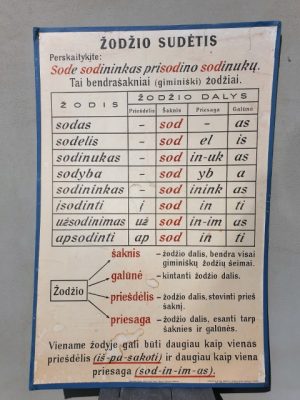 ŽODŽIO SUDĖTIS
Perskaitykite:
Sode sodininkas prisodino sodinukų.
Tai bendrašakniai (giminiški) žodžiai.
ŽODIS ŽODŽIO DALYS
Priešdėlis Šaknis Priesaga Galūnė
sodas – sod – as
sodelis – sod el is
sodinukas – sod in-uk as
sodyba – sod yb a
sodininkas – sod inink as
isodinti i sod in ti
užsodinimas už sod in-im as
apsodinti ap sod in ti
šaknis – žodžio dalis, bendra visai
giminiškų žodžių šeimai.
galūnė – kintanti žodžio dalis.
Žodžio
priešdėlis – žodžio dalis, stovinti prieš
šaknį.
priesaga – žodžio dalis, esanti tarp
šaknies ir galūnės.
Viename žodyje gali būti daugiau kaip vienas
priešdėlis (iš-pa-sakoti) ir daugiau kaip viena
priesaga (sod-in-im-as).